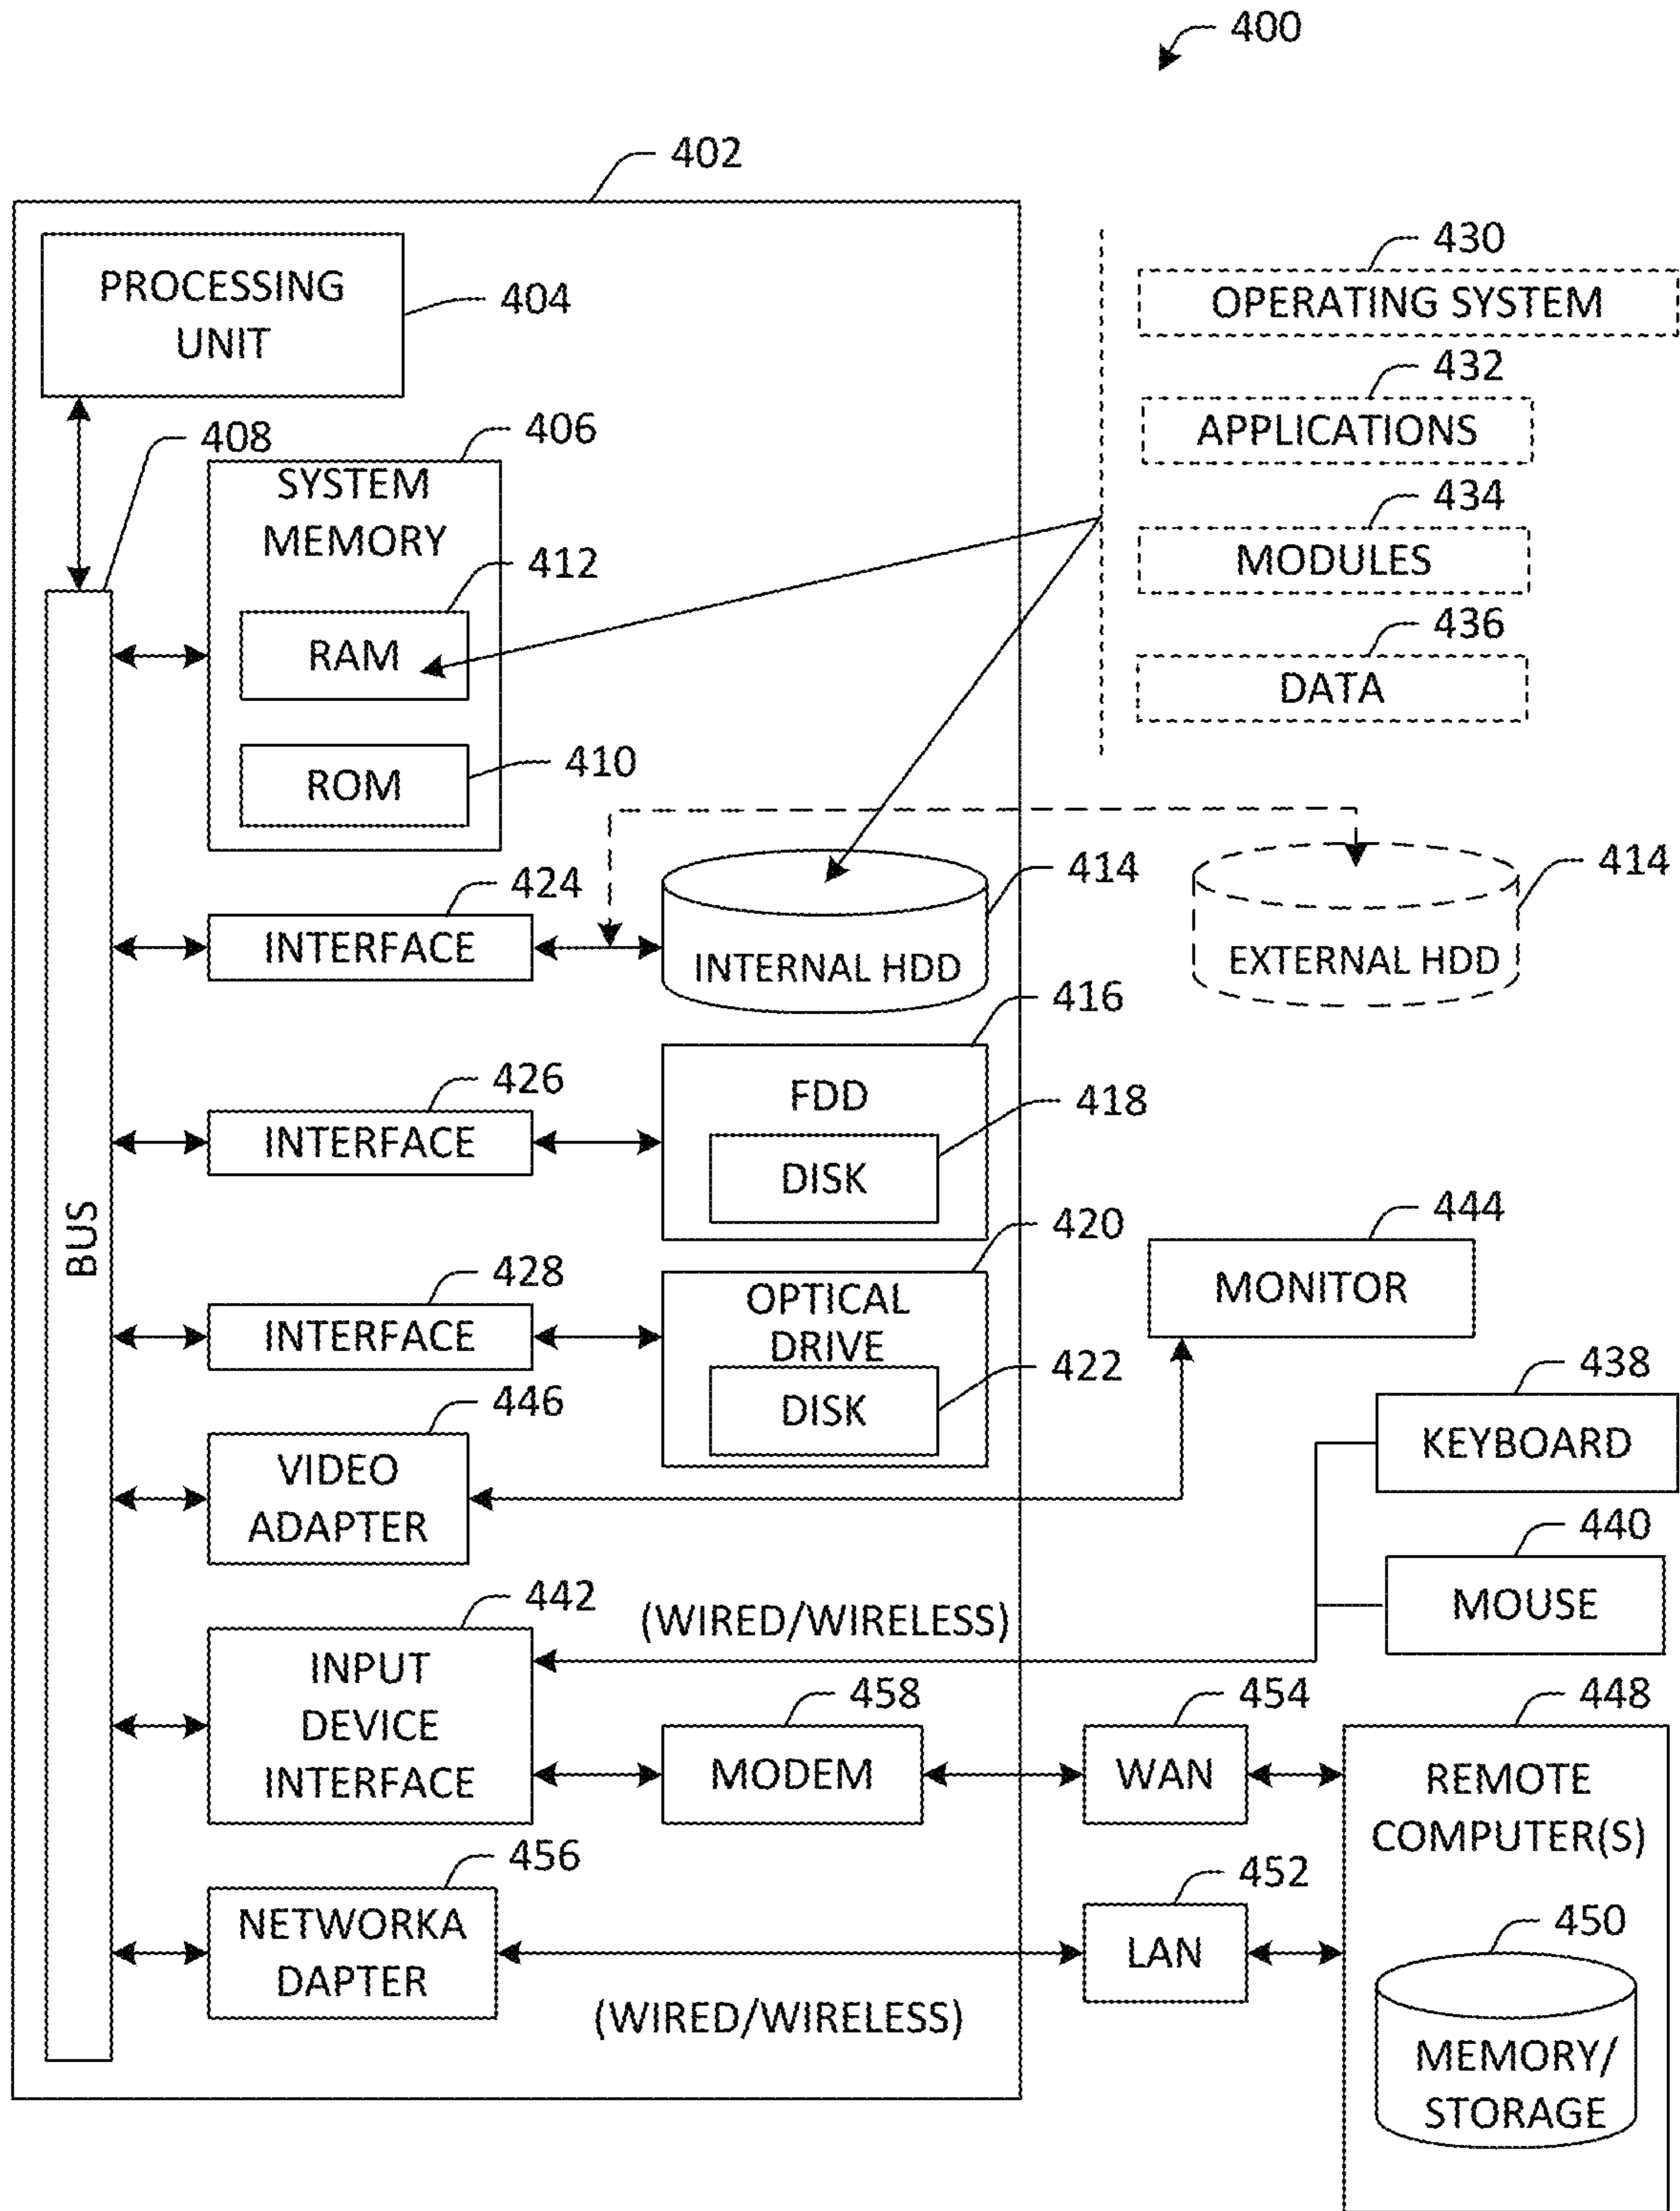 400
402
PROCESSING
UNIT
404
430
OPERATING SYSTEM
432
APPLICATIONS
434
MODULES
436
DATA
408
406
SYSTEM
MEMORY
412
RAM
410
ROM
BUS
424
INTERFACE
414
INTERNAL HDD
414
EXTERNAL HDD
426
INTERFACE
416
FDD
418
DISK
428
INTERFACE
420
OPTICAL
DRIVE
422
DISK
444
MONITOR
446
VIDEO
ADAPTER
438
KEYBOARD
440
MOUSE
442
INPUT
DEVICE
INTERFACE
(WIRED/WIRELESS)
458
MODEM
454
WAN
448
REMOTE
COMPUTER(S)
456
NETWORKA
DAPTER
(WIRED/WIRELESS)
452
LAN
450
MEMORY/
STORAGE